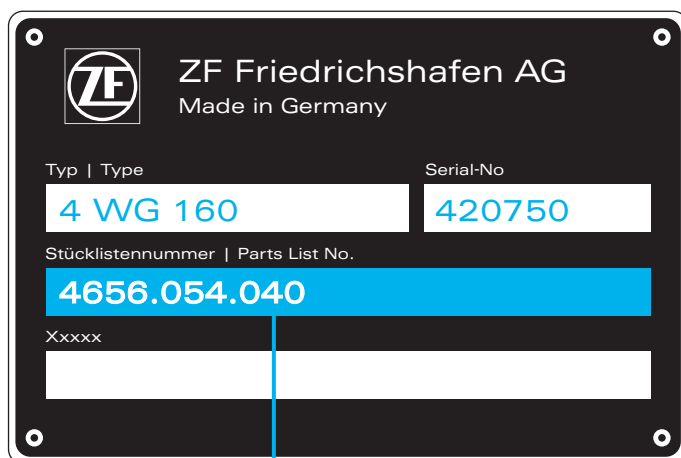 ZF
ZF Friedrichshafen AG
Made in Germany
Typ | Type
Serial-No
4 WG 160
420750
Stücklistennummer | Parts List No.
4656.054.040
Xxxxx